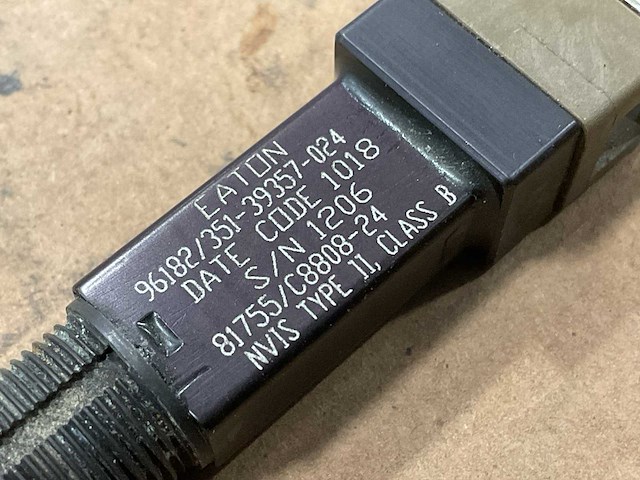 EATON
96182/351-39357-024
DATE CODE 1018
S/N 1206
81755/C8808-24
NVIS TYPE II, CLASS B